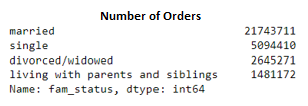 Number of Orders
married 21743711
single 5094410
divorced/widowed 2645271
living with parents and siblings 1481172
Name: fam_status, dtype: int64